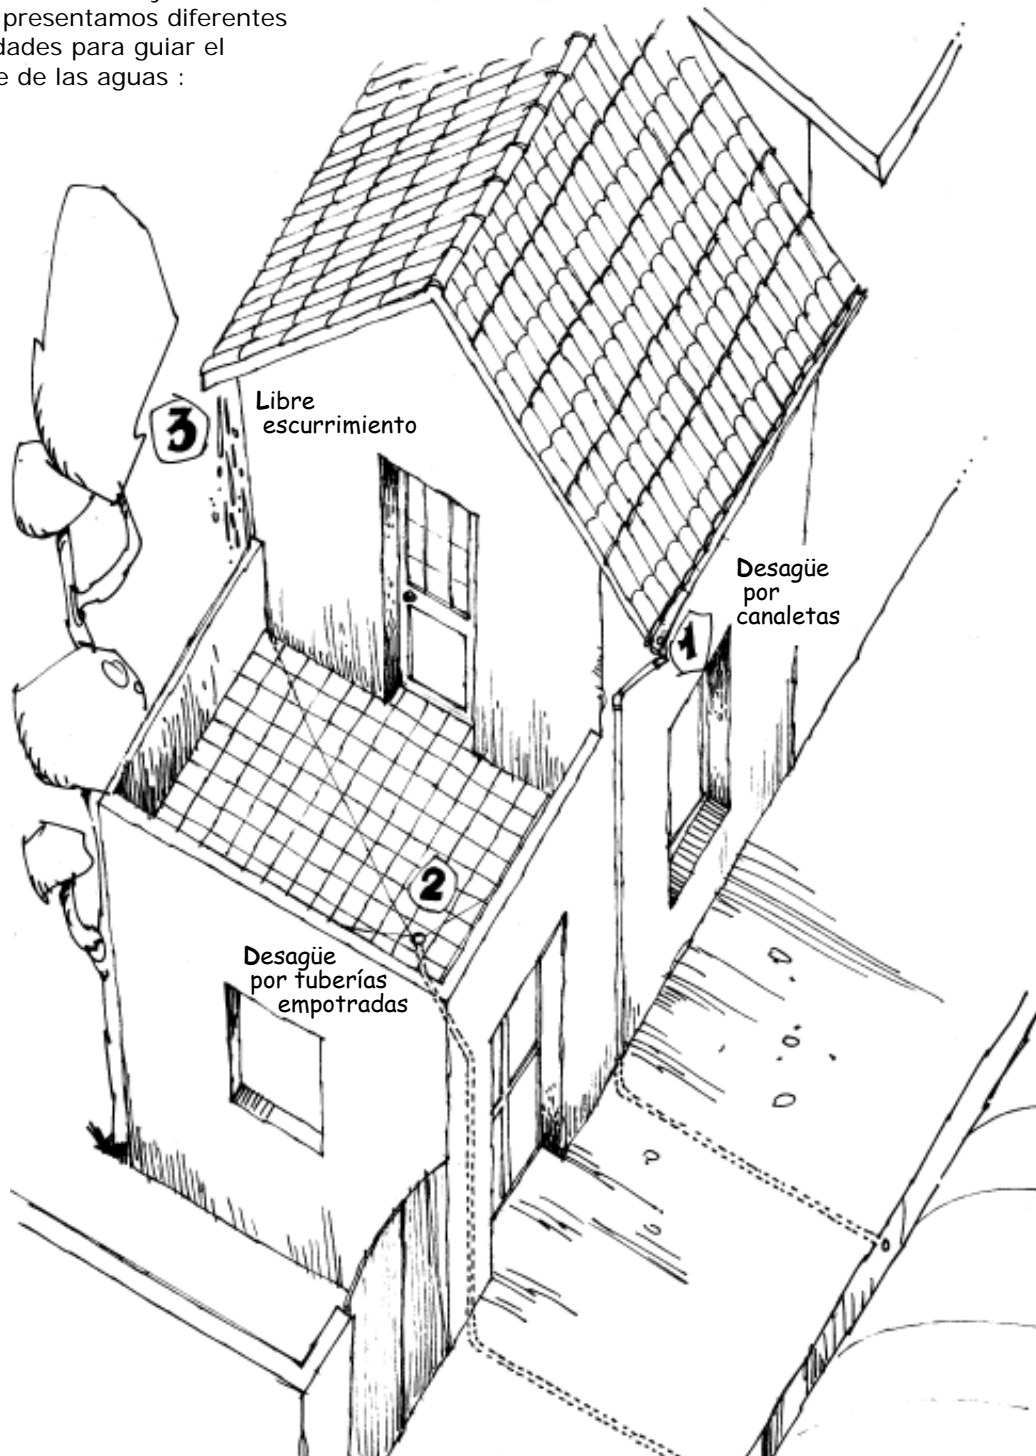 presentamos diferentes
dades para guiar el
e de las aguas :
3
Libre
escurrimiento
Desagüe
por
canaletas
1
2
Desagüe
por tuberías
empotradas